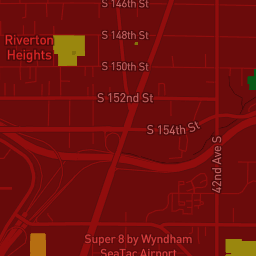 S 146th St
S 148th St
Riverton
Heights
S 150th St
S 152nd St
S 154th St
42nd Ave S
Super 8 by Wyndham
SeaTac Airport